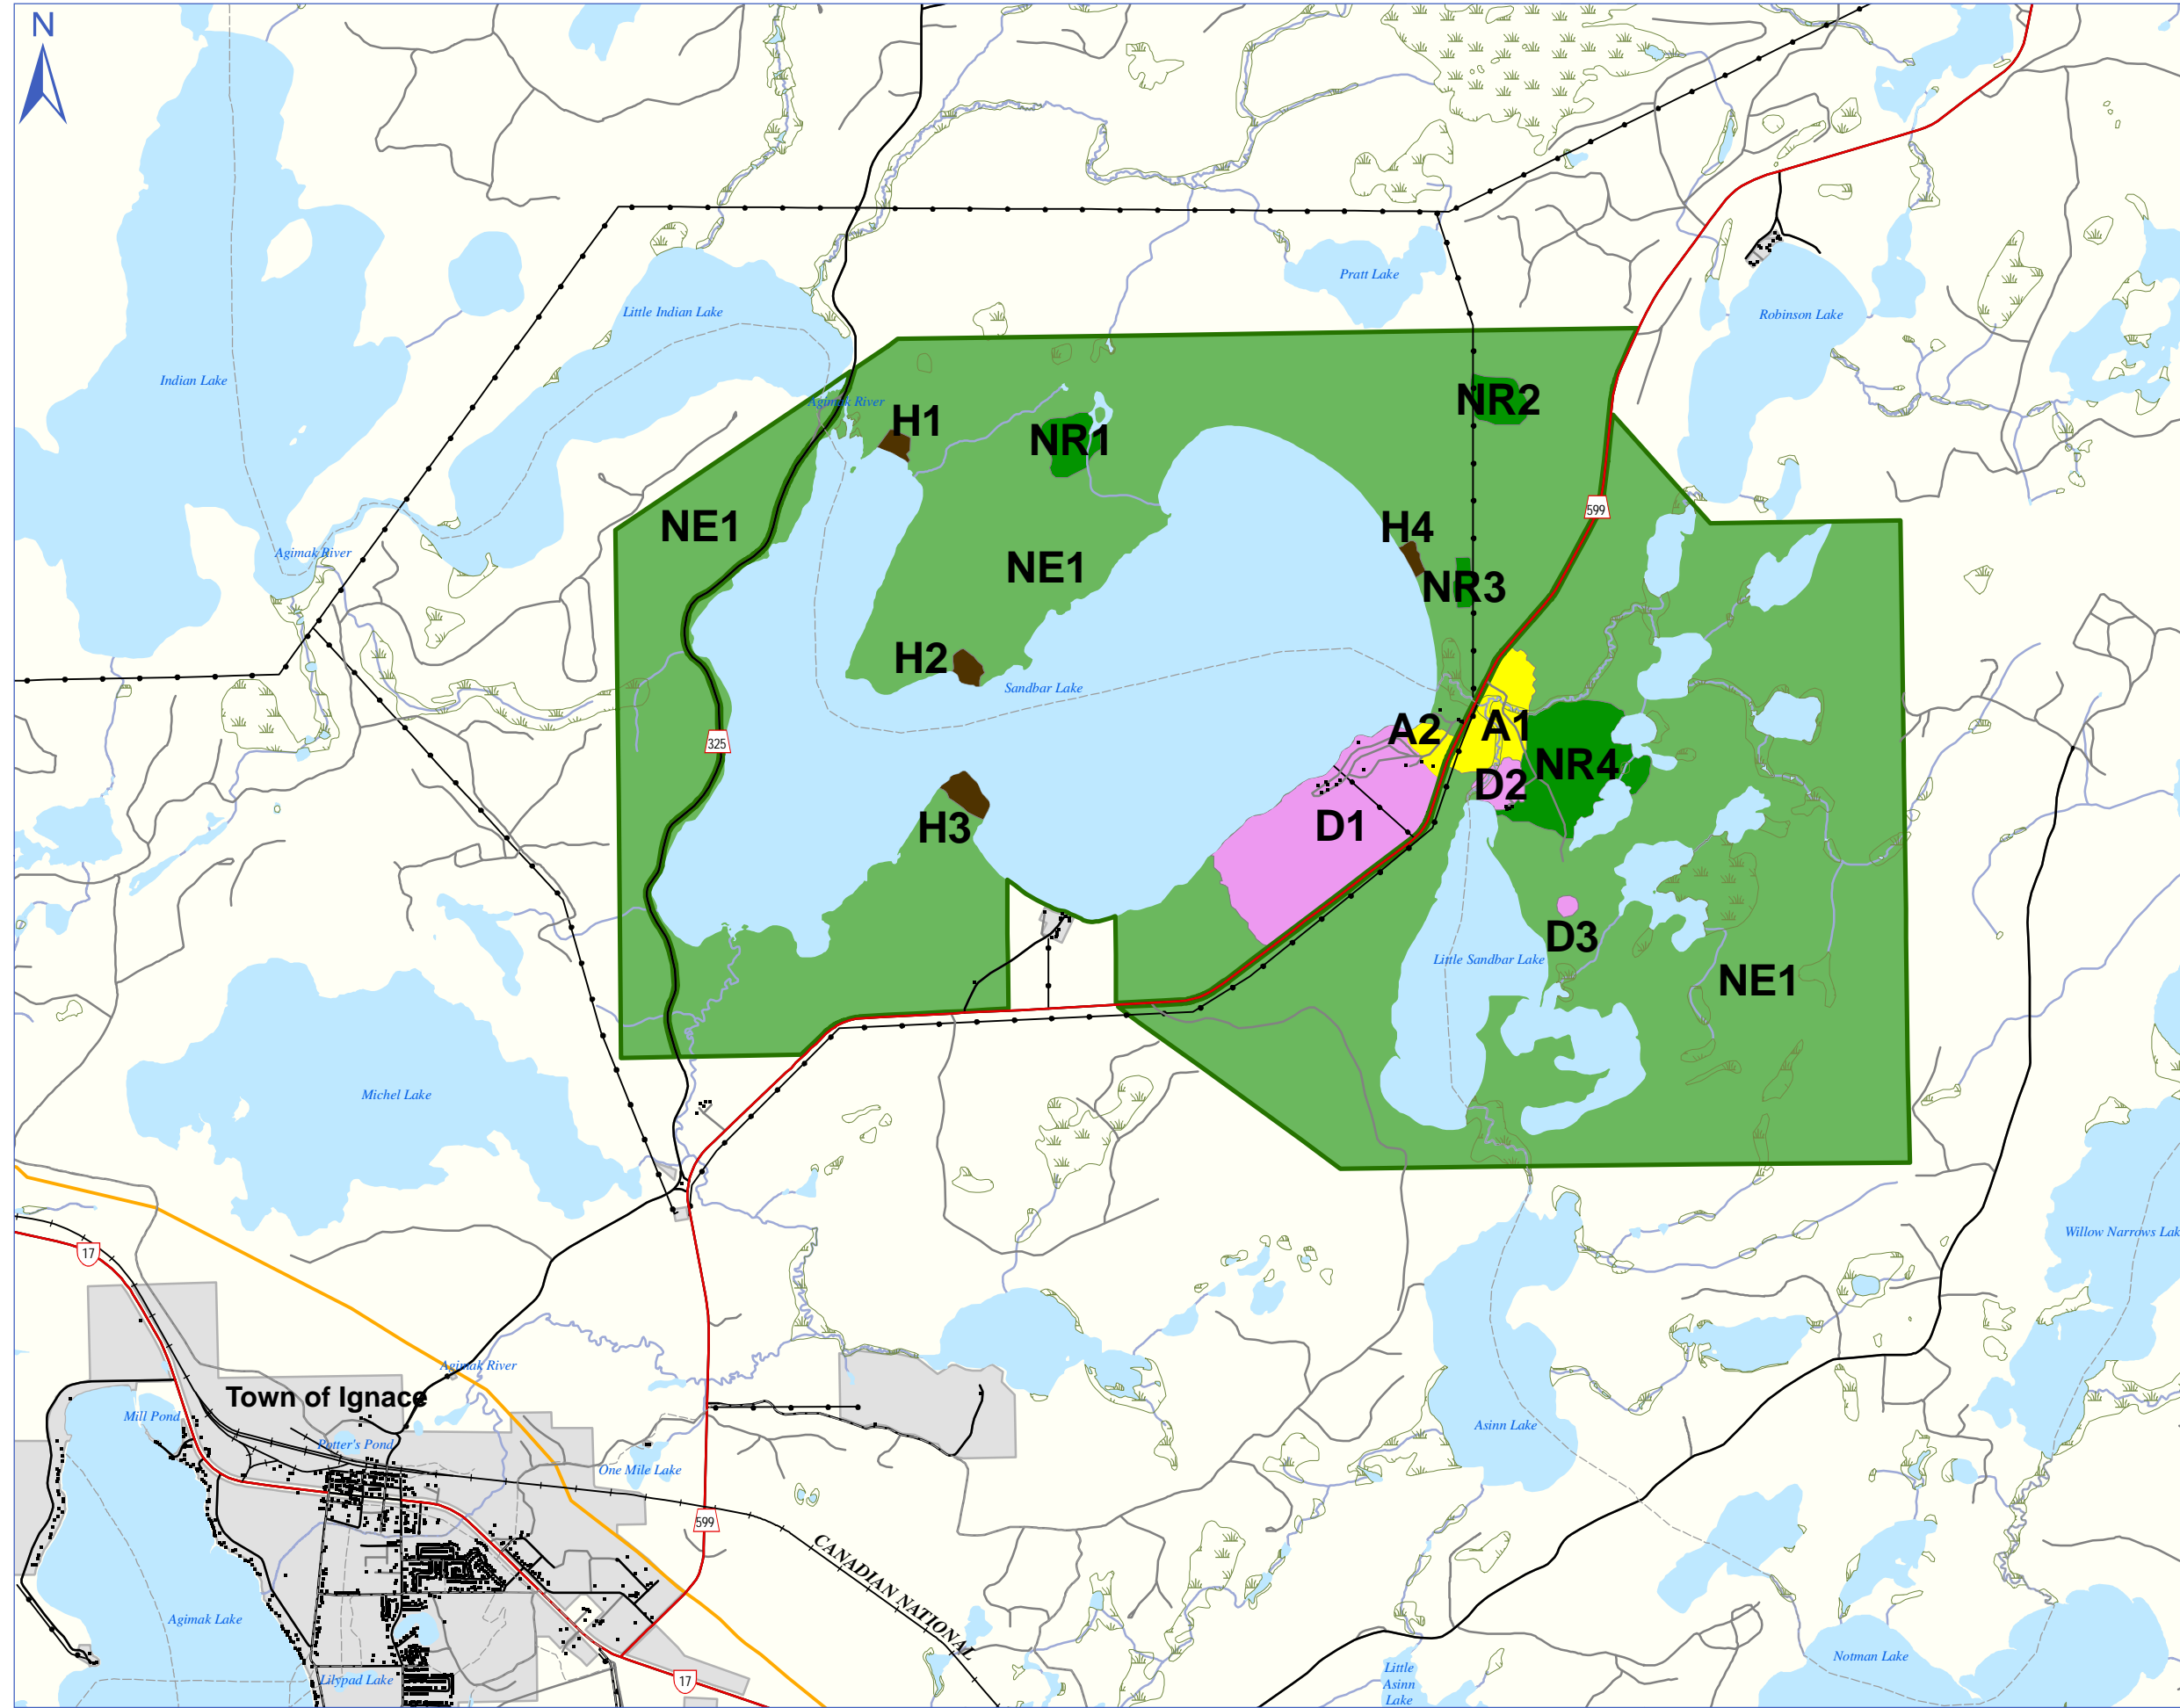 N
Pratt Lake
Little Indian Lake
Robinson Lake
Indian Lake
Agimak River
NR2
H1
NR1
599
NE1
H4
Agimak River
NE1
NR3
H2
Sandbar Lake
A1
A2
325
NR4
D2
D1
H3
D3
Little Sandbar Lake
NE1
Michel Lake
Willow Narrows Lak
17
Agimak River
Town of Ignace
Mill Pond
Asinn Lake
Potter's Pond
One Mile Lake
599
CANADIAN NATIONAL
Agimak Lake
Notman Lake
Lilypad Lake
17
Little
Asinn
Lake